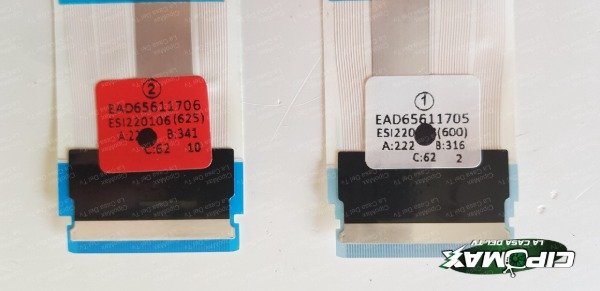 ②
EAD65611706
ESI220106(625)
B:341
C:62 10
①
EAD65611705
(600)
A:222 B:316
C:62 2
CIPOMAX
LA CASA DEL TV